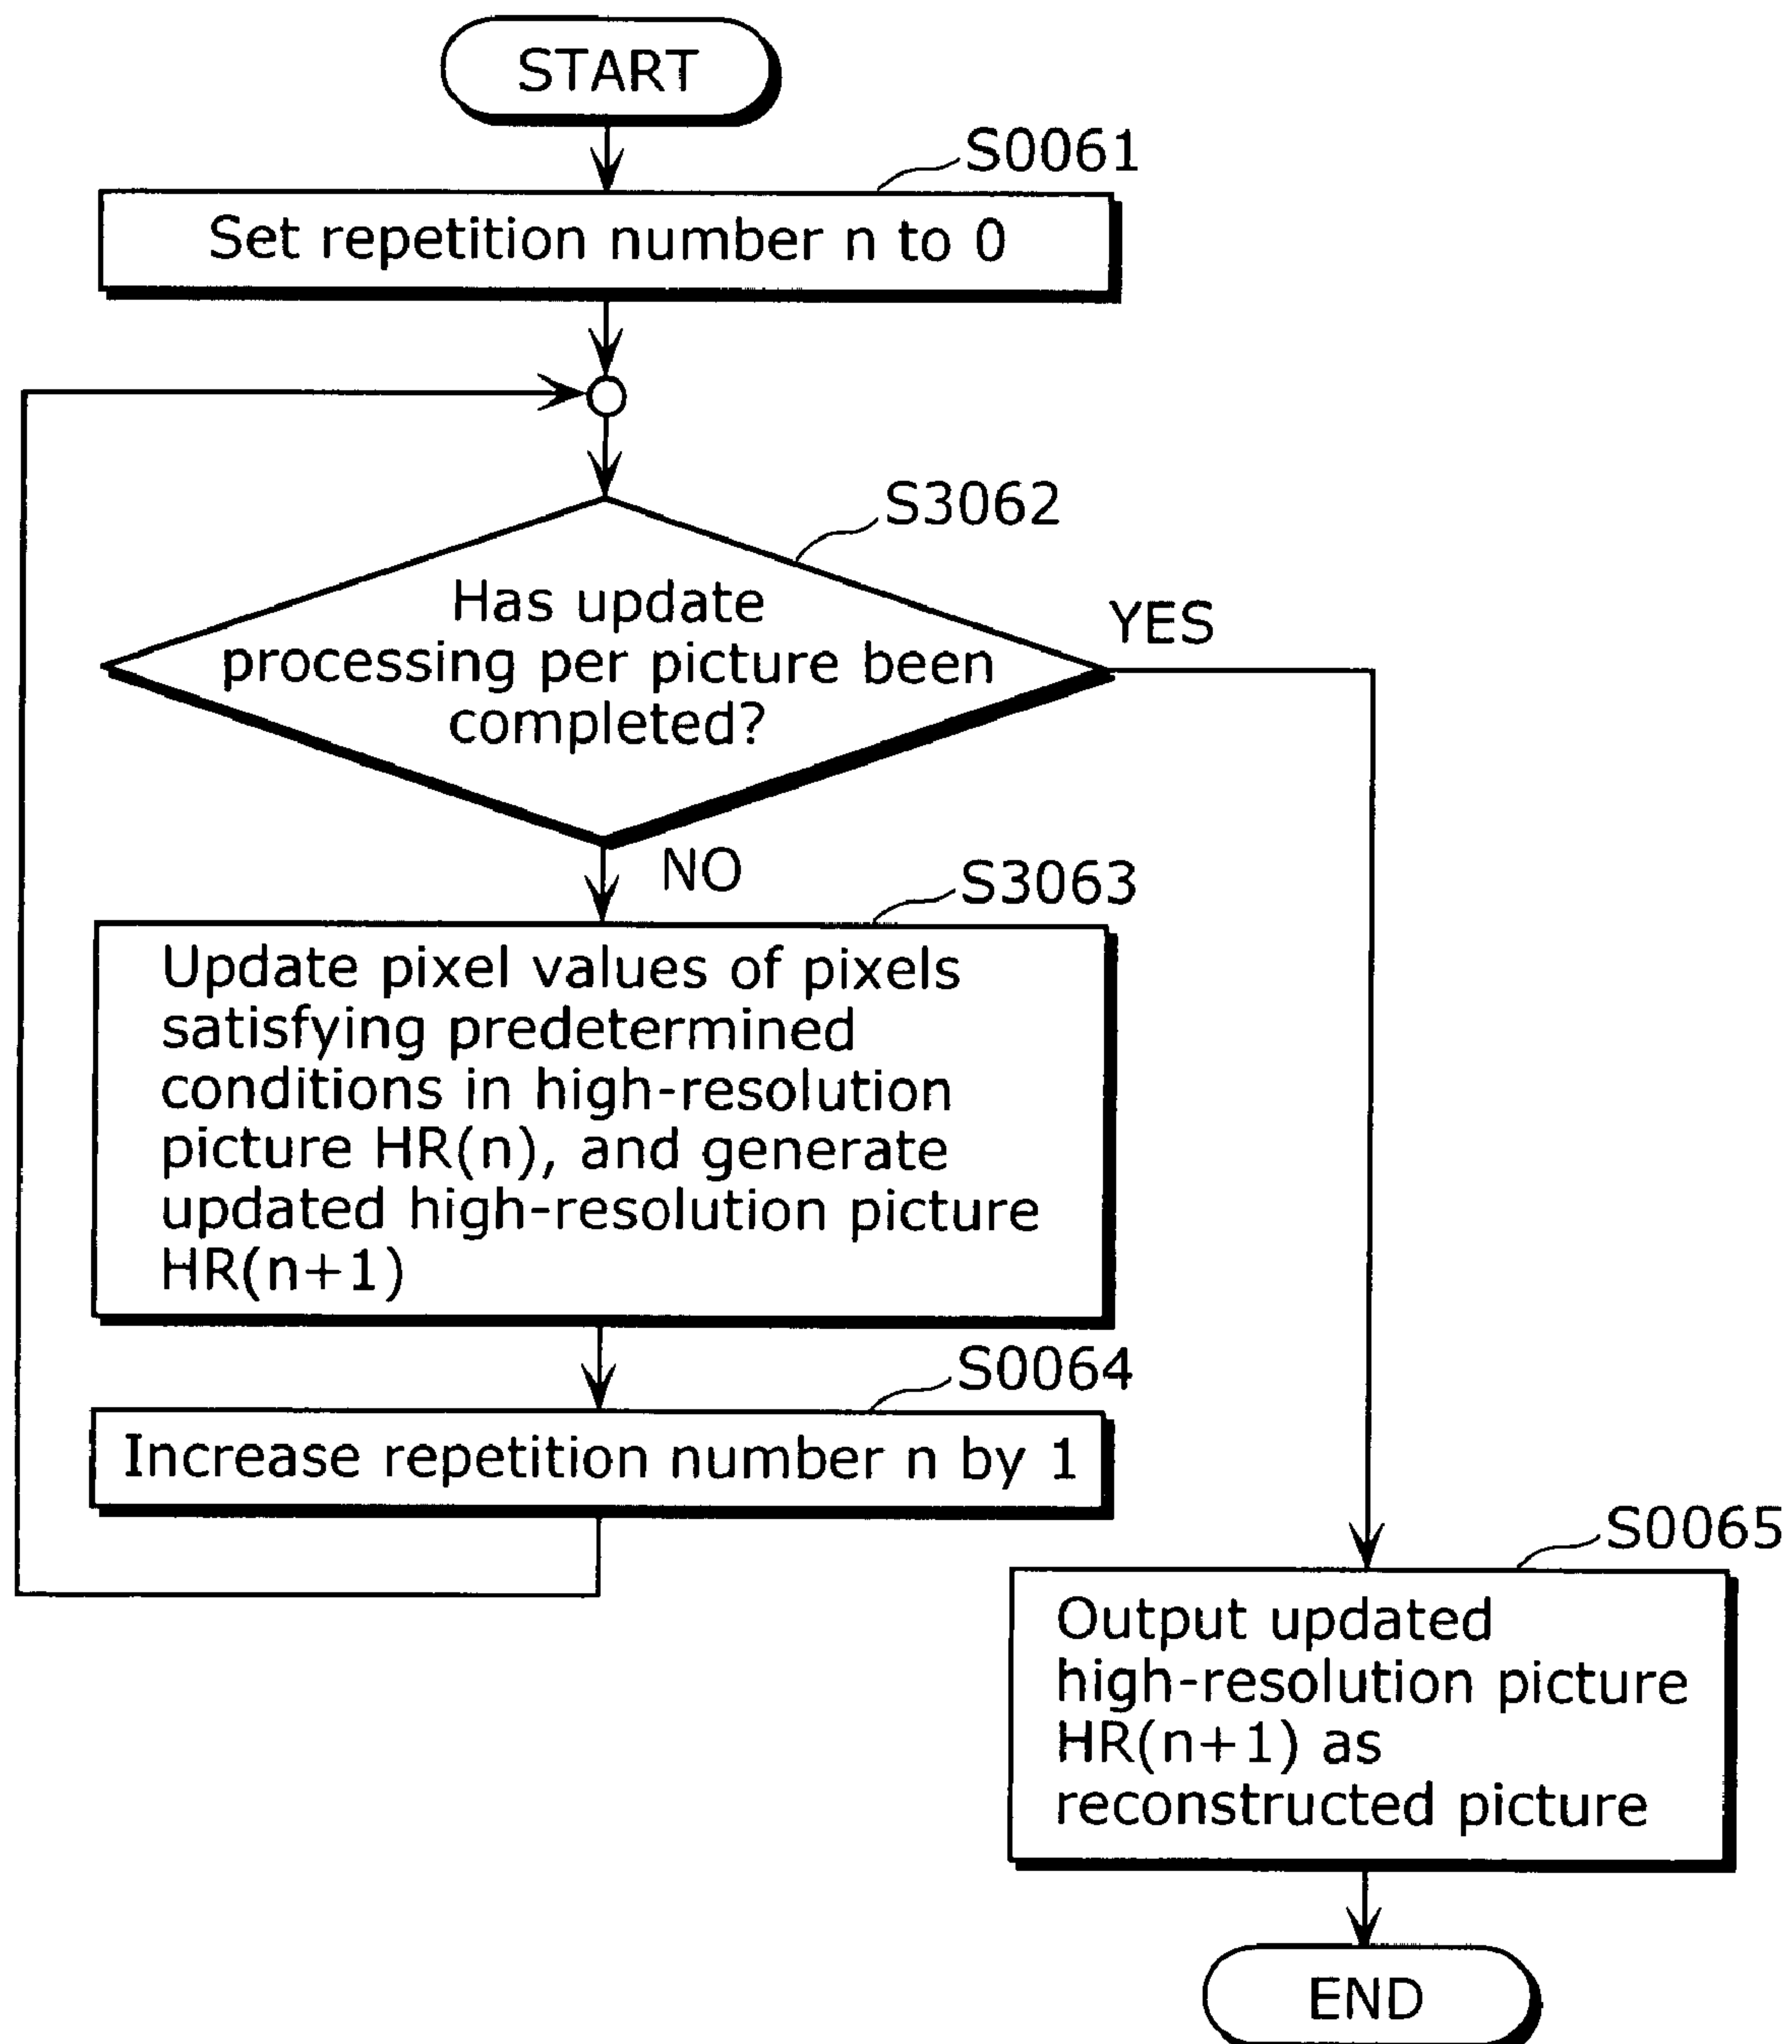 START
S0061
Set repetition number n to 0
S3062
Has update
processing per picture been
completed?
YES
NO
S3063
Update pixel values of pixels
satisfying predetermined
conditions in high-resolution
picture HR(n), and generate
updated high-resolution picture
HR(n+1)
S0064
Increase repetition number n by 1
S0065
Output updated
high-resolution picture
HR(n+1) as
reconstructed picture
END